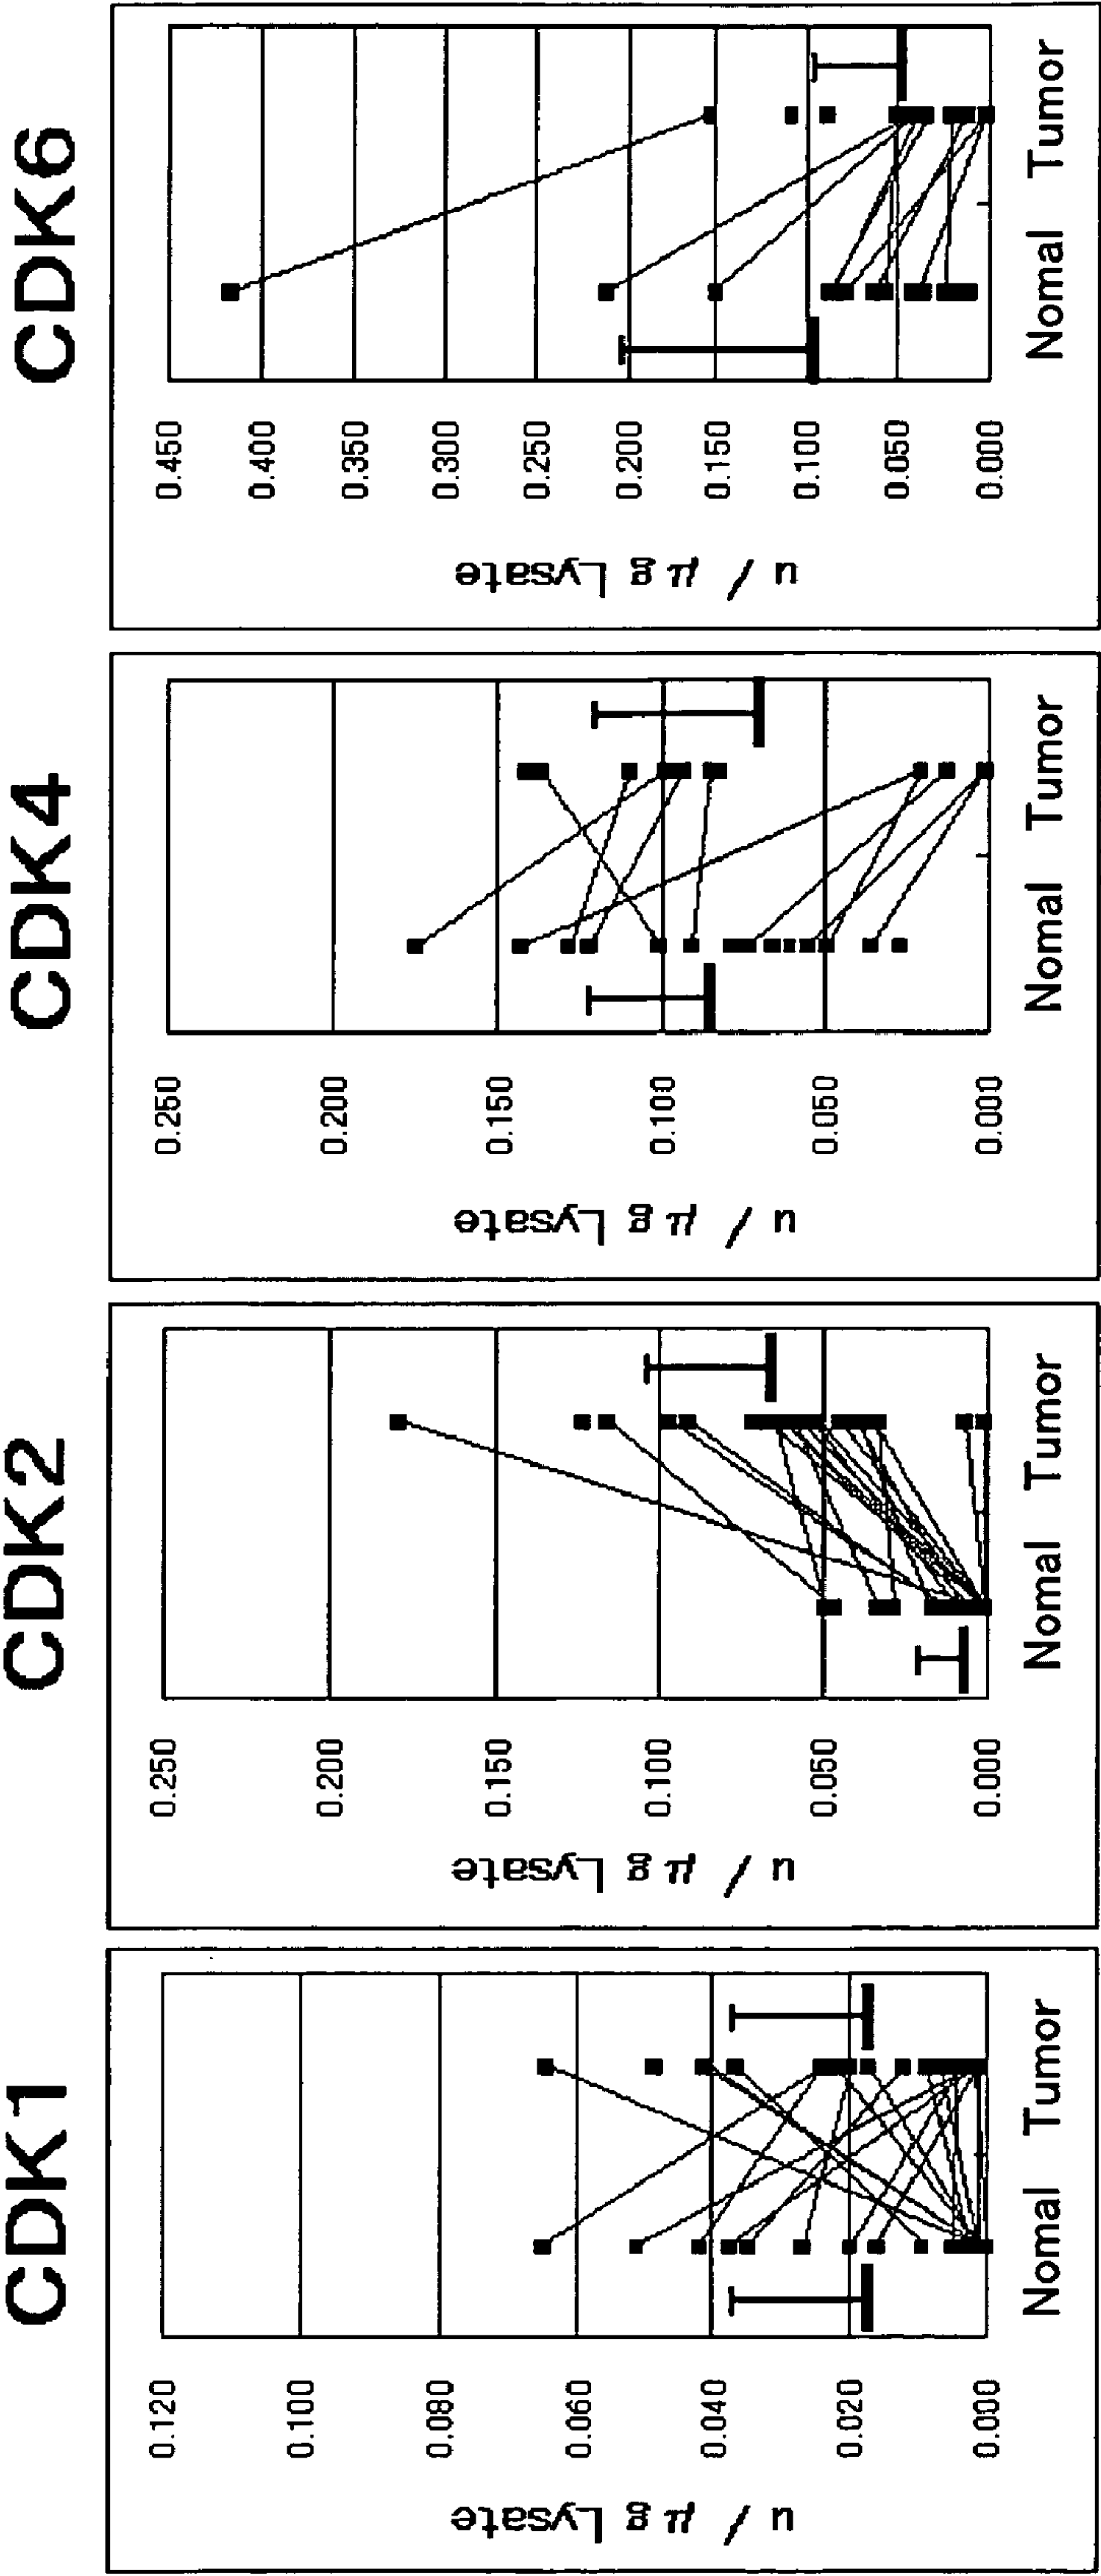 CDK1
u / μg Lysate
0.120
0.100
0.080
0.060
0.040
0.020
0.000
Nomal Tumor
CDK2
u / μg Lysate
0.250
0.200
0.150
0.100
0.050
0.000
Nomal Tumor
CDK4
u / μg Lysate
0.250
0.200
0.150
0.100
0.050
0.000
Nomal Tumor
CDK6
u / μg Lysate
0.450
0.400
0.350
0.300
0.250
0.200
0.150
0.100
0.050
0.000
Nomal Tumor